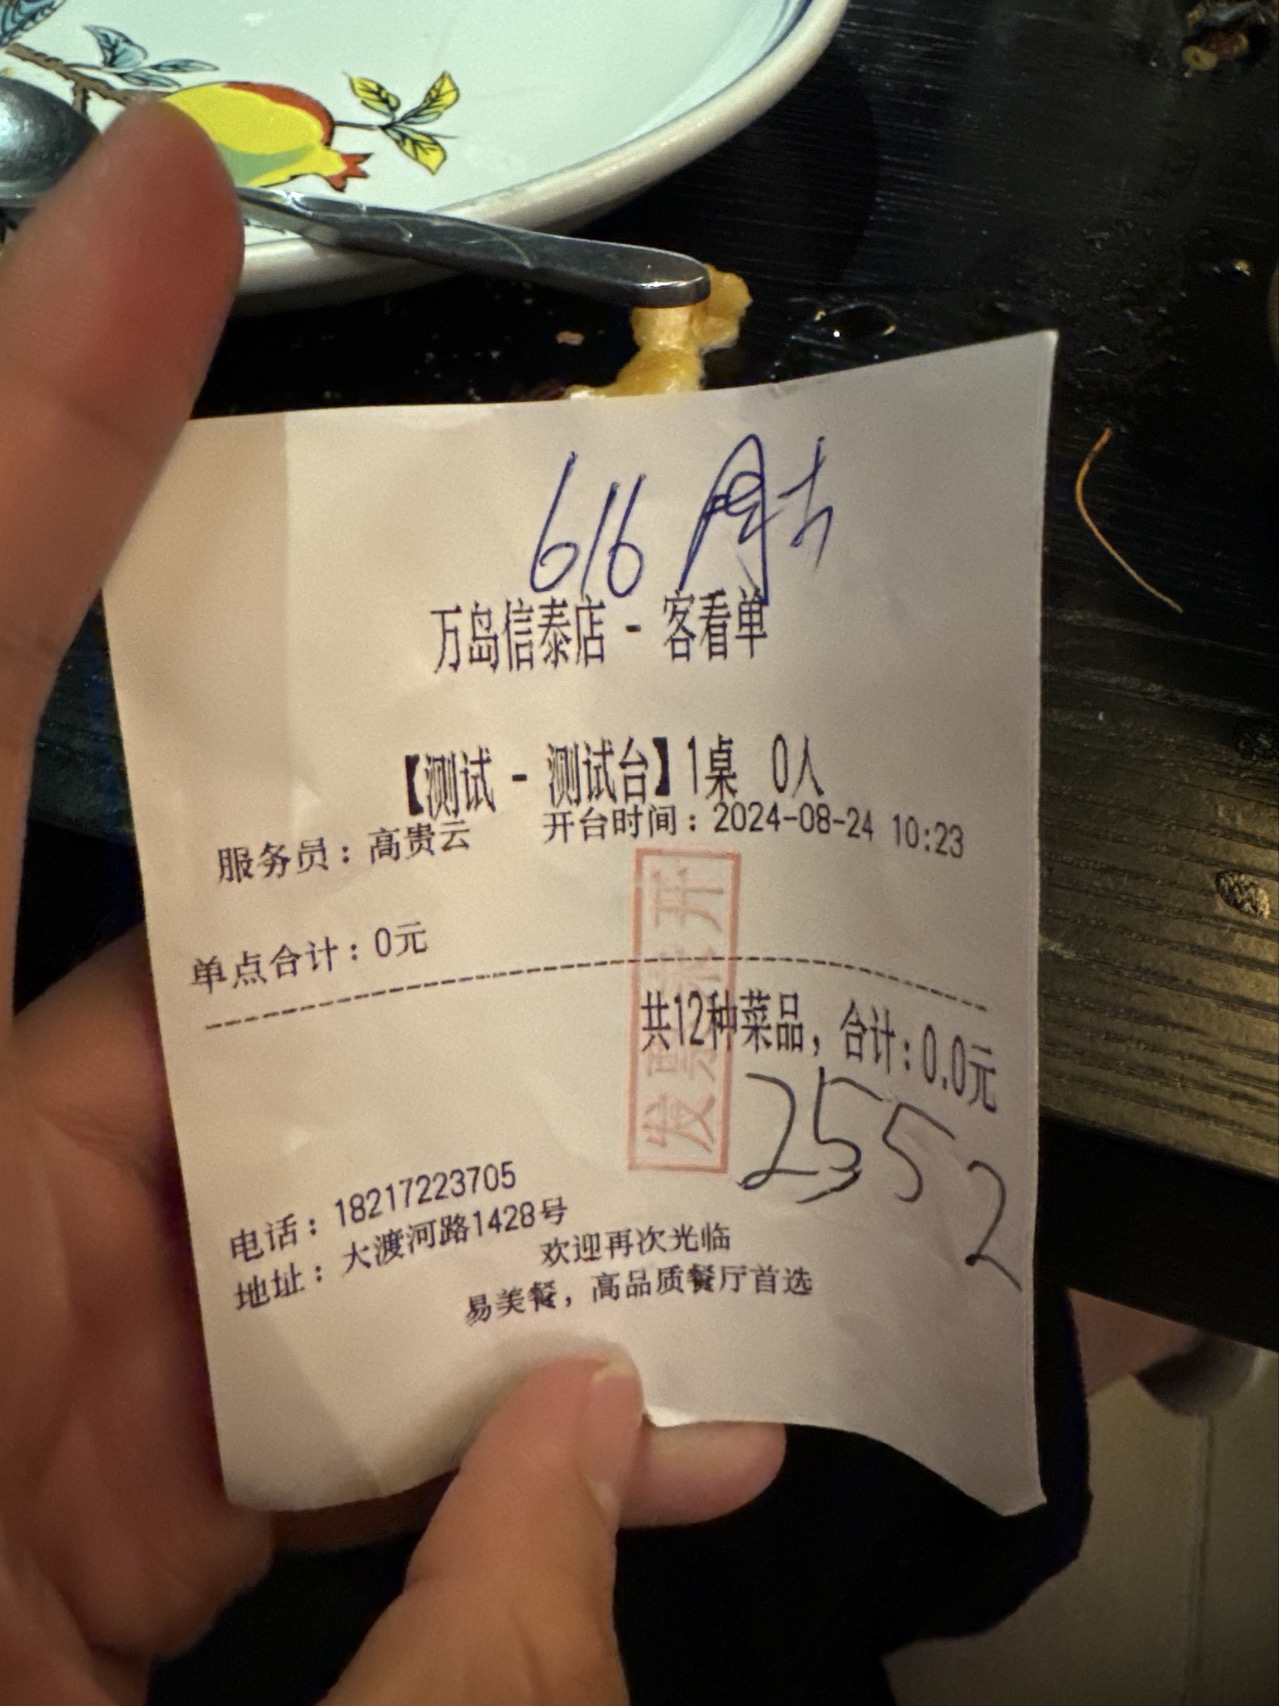 616
万岛信泰店 - 客看单
【测试 - 测试台】1桌 0人
服务员：高贵云 开台时间：2024-08-24 10:23
单点合计：0元
共12种菜品，合计：0.0元
2552
发票已开
电话：18217223705
地址：大渡河路1428号
欢迎再次光临
易美餐，高品质餐厅首选